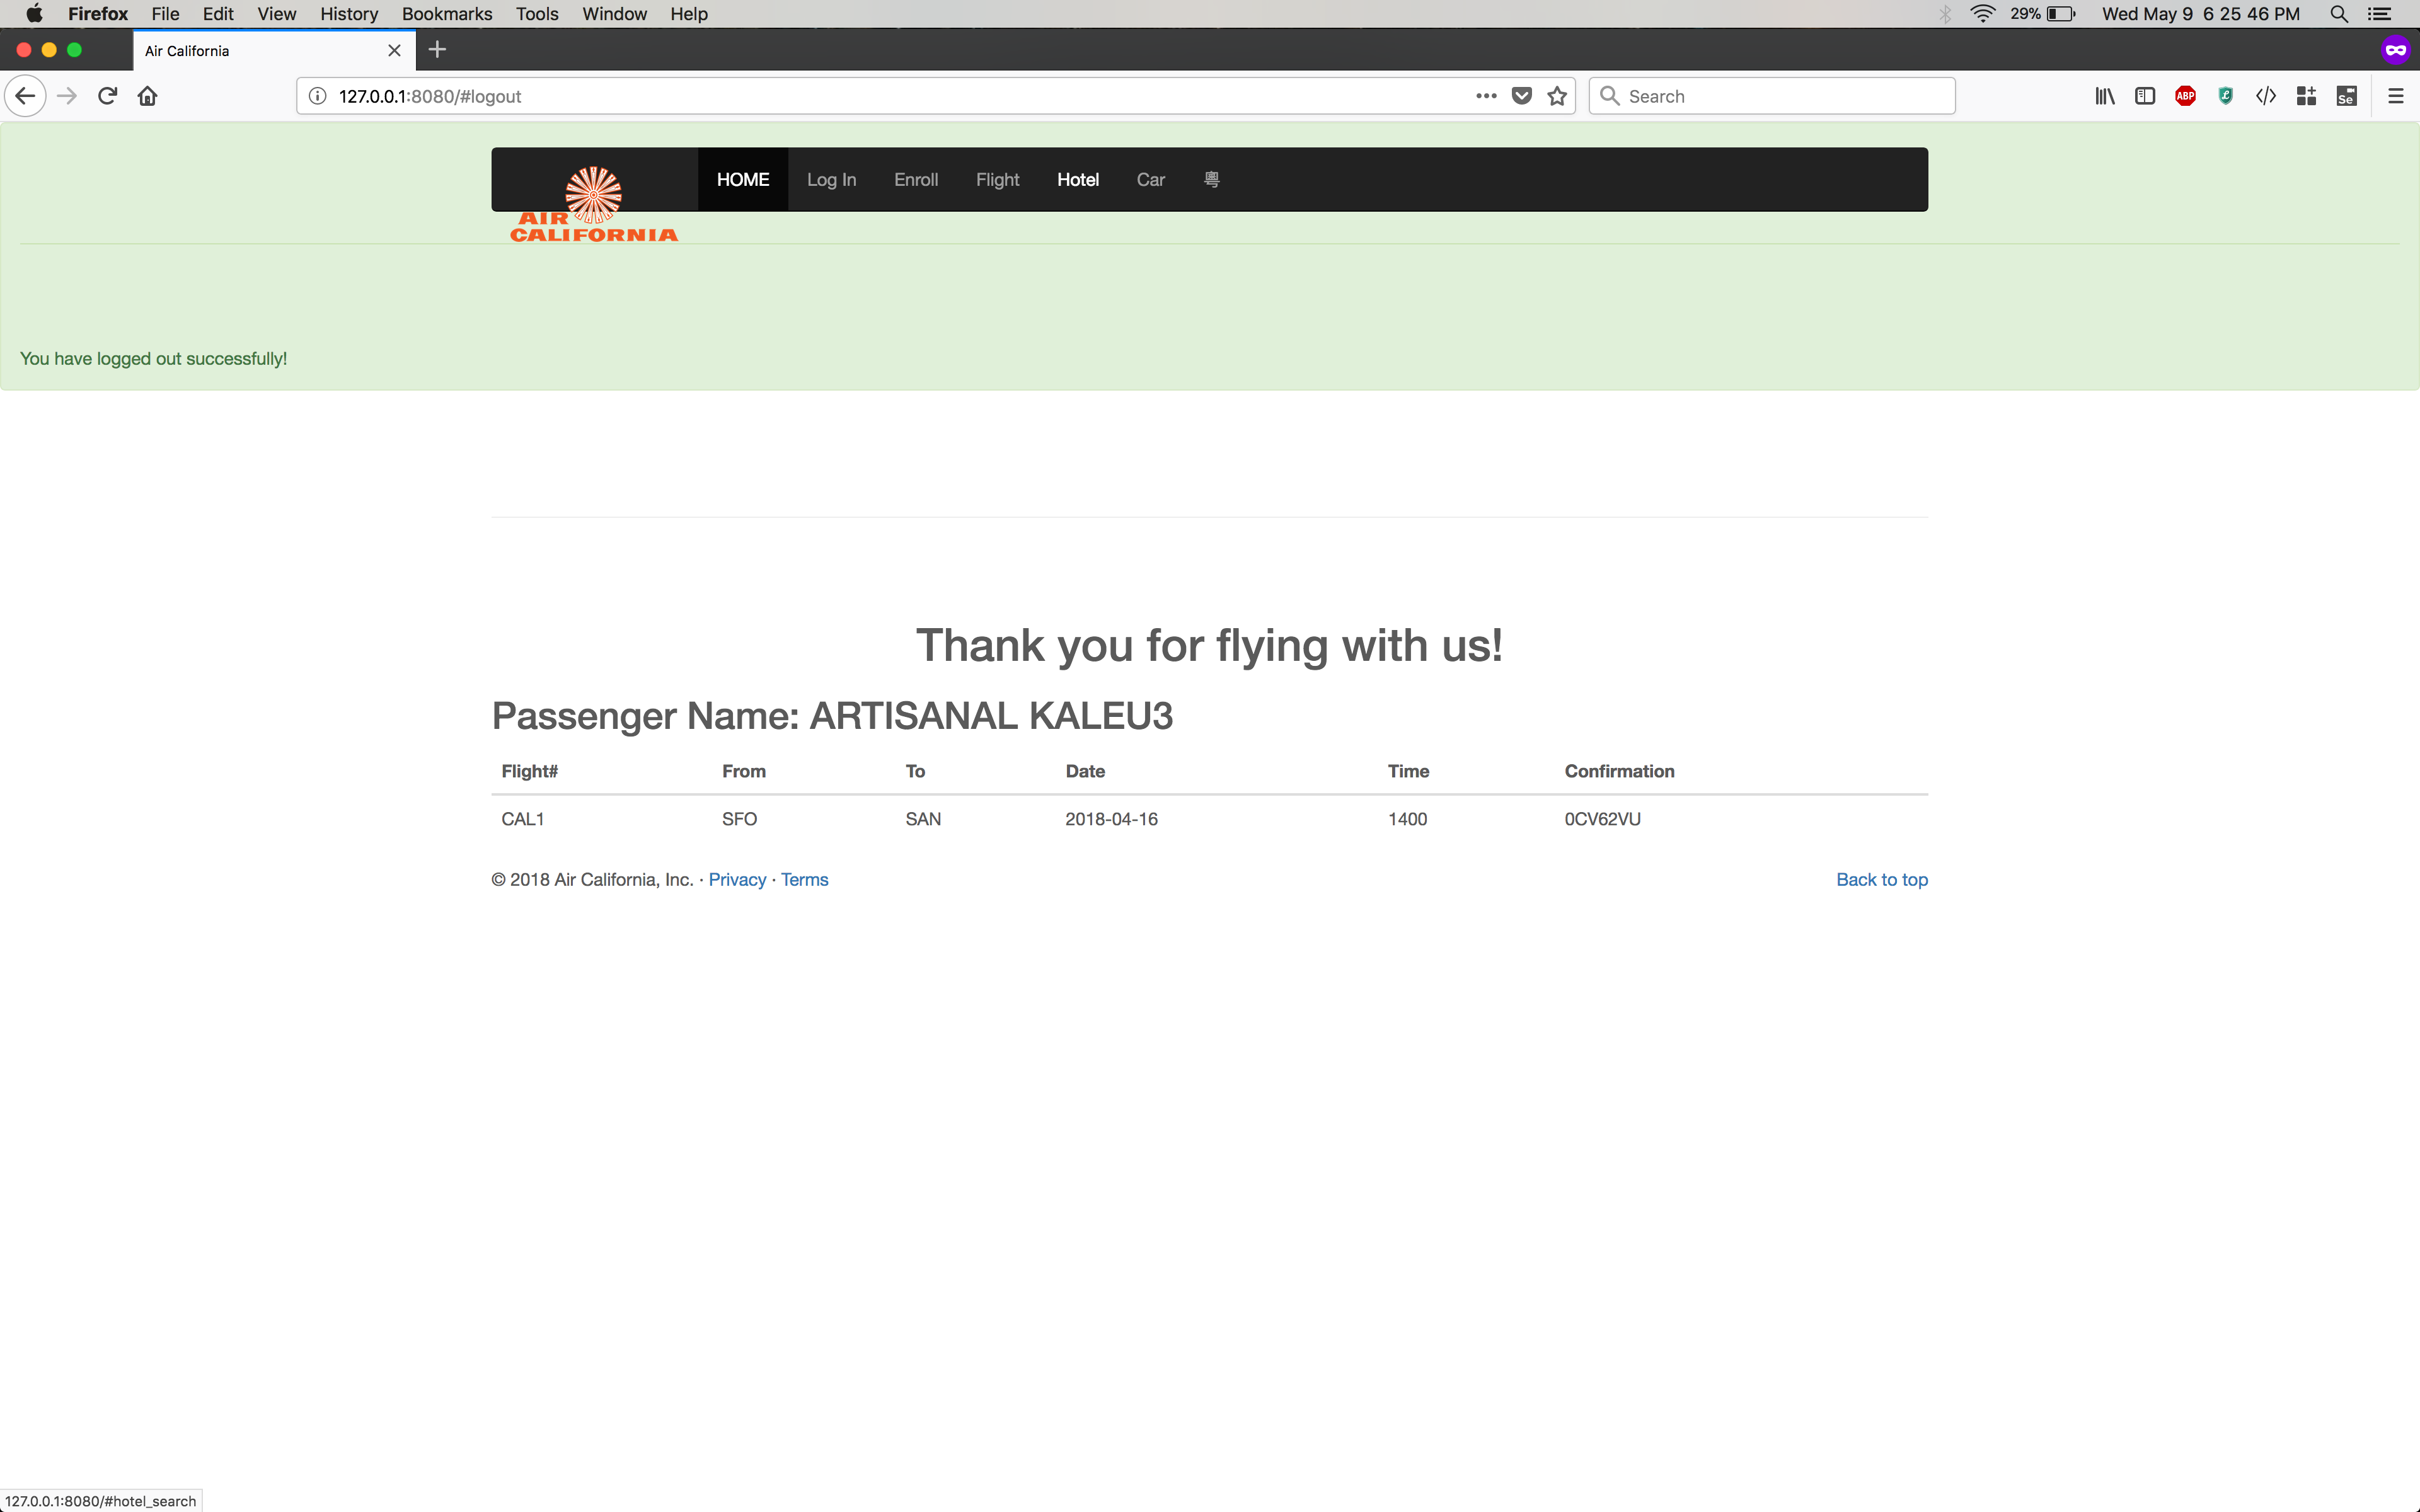 Firefox File Edit View History Bookmarks Tools Window Help 29% Wed May 9 6 25 46 PM
Air California
127.0.0.1:8080/#logout Search ABP Se
HOME Log In Enroll Flight Hotel Car 粵
AIR
CALIFORNIA
You have logged out successfully!
Thank you for flying with us!
Passenger Name: ARTISANAL KALEU3
Flight# From To Date Time Confirmation
CAL1 SFO SAN 2018-04-16 1400 0CV62VU
© 2018 Air California, Inc. · Privacy · Terms Back to top
127.0.0.1:8080/#hotel_search